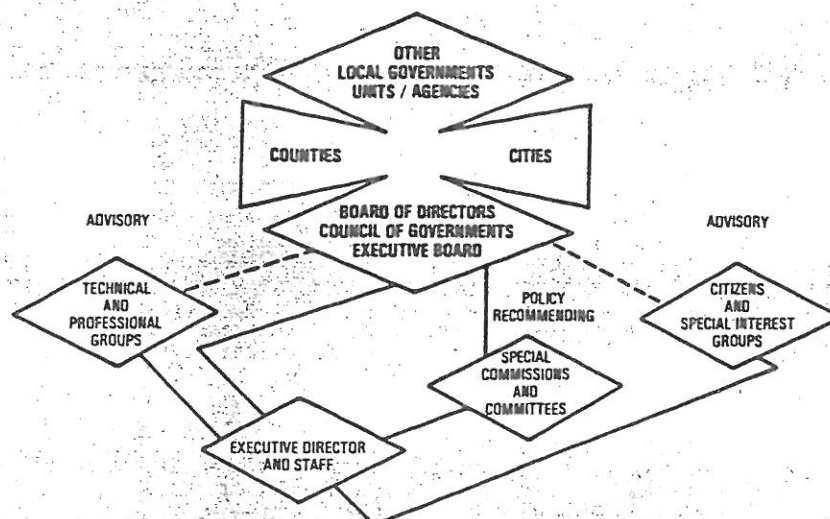 OTHER
LOCAL GOVERNMENTS
UNITS / AGENCIES
COUNTIES
CITIES
BOARD OF DIRECTORS
COUNCIL OF GOVERNMENTS
EXECUTIVE BOARD
ADVISORY
ADVISORY
TECHNICAL
AND
PROFESSIONAL
GROUPS
POLICY
RECOMMENDING
CITIZENS
AND
SPECIAL INTEREST
GROUPS
SPECIAL
COMMISSIONS
AND
COMMITTEES
EXECUTIVE DIRECTOR
AND STAFF